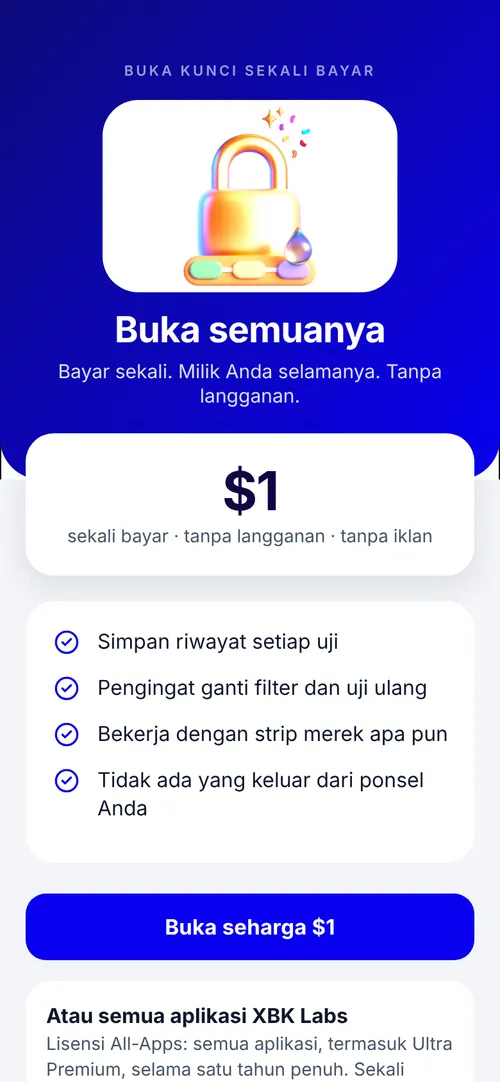 BUKA KUNCI SEKALI BAYAR
Buka semuanya
Bayar sekali. Milik Anda selamanya. Tanpa
langganan.
$1
sekali bayar · tanpa langganan · tanpa iklan
Simpan riwayat setiap uji
Pengingat ganti filter dan uji ulang
Bekerja dengan strip merek apa pun
Tidak ada yang keluar dari ponsel
Anda
Buka seharga $1
Atau semua aplikasi XBK Labs
Lisensi All-Apps: semua aplikasi, termasuk Ultra
Premium, selama satu tahun penuh. Sekali